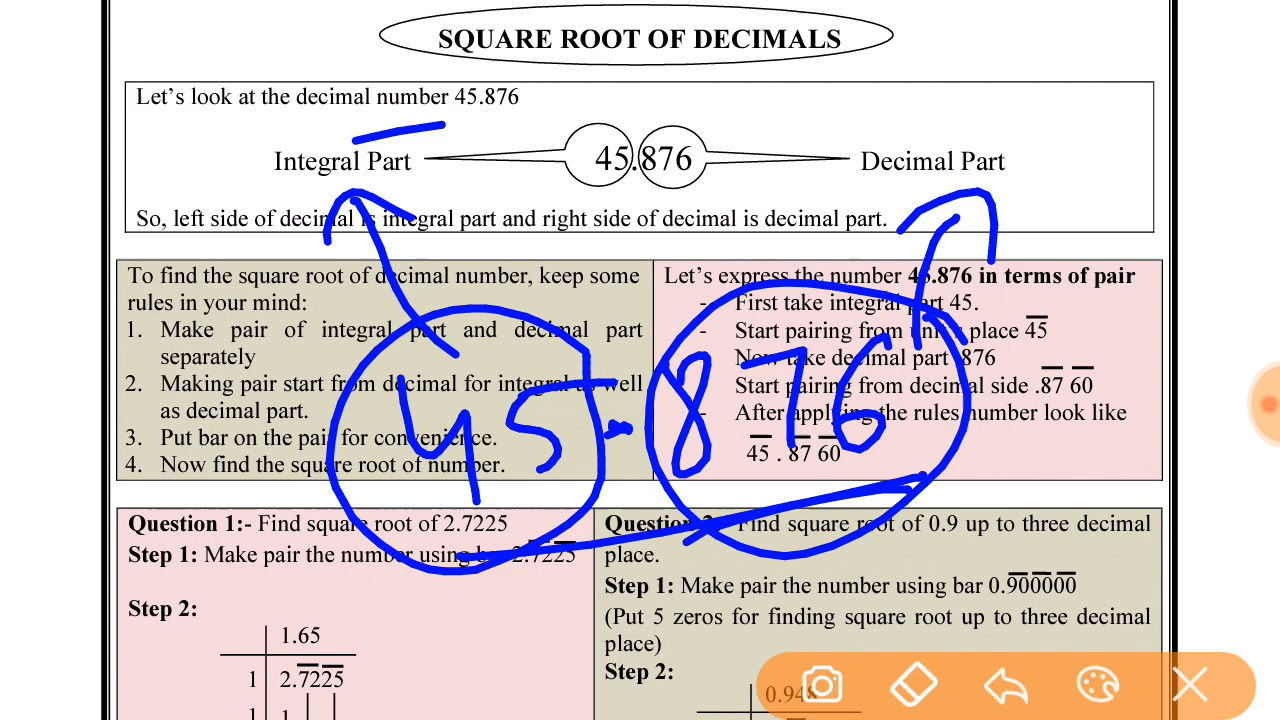 SQUARE ROOT OF DECIMALS
Let's look at the decimal number 45.876
Integral Part 45.876 Decimal Part
So, left side of decimal is integral part and right side of decimal is decimal part.
To find the square root of decimal number, keep some
rules in your mind:
1. Make pair of integral part and decimal part
separately
2. Making pair start from decimal for integral as well
as decimal part.
3. Put bar on the pair for convenience.
4. Now find the square root of number.
Let's express the number 45.876 in terms of pair
- First take integral part 45.
- Start pairing from unit's place 45
Now take decimal part .876
Start pairing from decimal side .87 60
- After applying the rules number look like
45 . 87 60
45.876
Question 1:- Find square root of 2.7225
Step 1: Make pair the number using bar 2.7225
Step 2:
1.65
1 2.7225
1 1
Find square root of 0.9 up to three decimal
place.
Step 1: Make pair the number using bar 0.900000
(Put 5 zeros for finding square root up to three decimal
place)
Step 2:
0.948